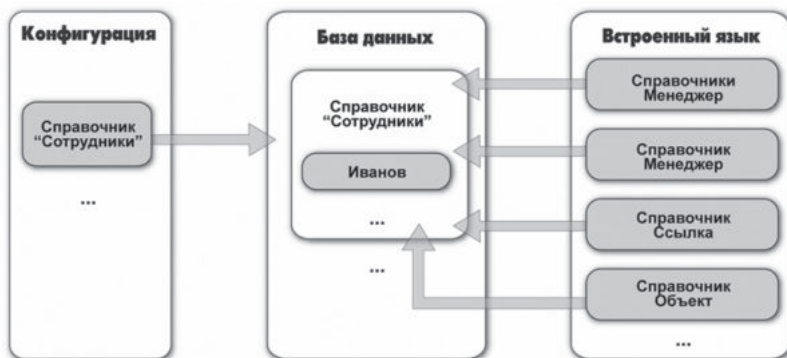 Конфигурация
Справочник
“Сотрудники”
...
База данных
Справочник
“Сотрудники”
Иванов
...
...
Встроенный язык
Справочники
Менеджер
Справочник
Менеджер
Справочник
Ссылка
Справочник
Объект
...